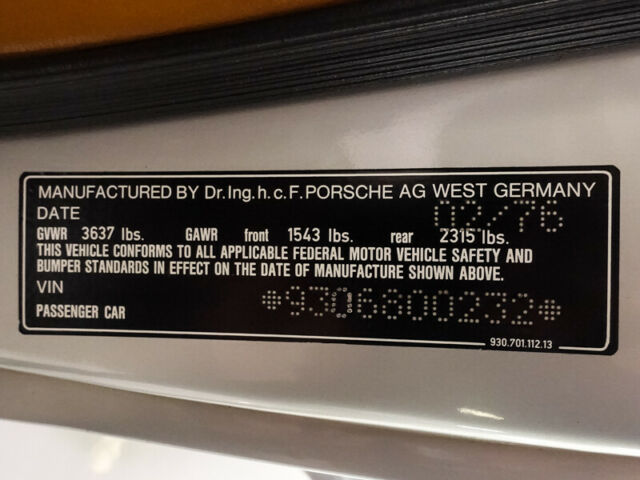 MANUFACTURED BY Dr.Ing.h.c.F.PORSCHE AG WEST GERMANY
DATE 02/76
GVWR 3637 lbs. GAWR front 1543 lbs. rear 2315 lbs.
THIS VEHICLE CONFORMS TO ALL APPLICABLE FEDERAL MOTOR VEHICLE SAFETY AND
BUMPER STANDARDS IN EFFECT ON THE DATE OF MANUFACTURE SHOWN ABOVE.
VIN
PASSENGER CAR
930.701.112.13